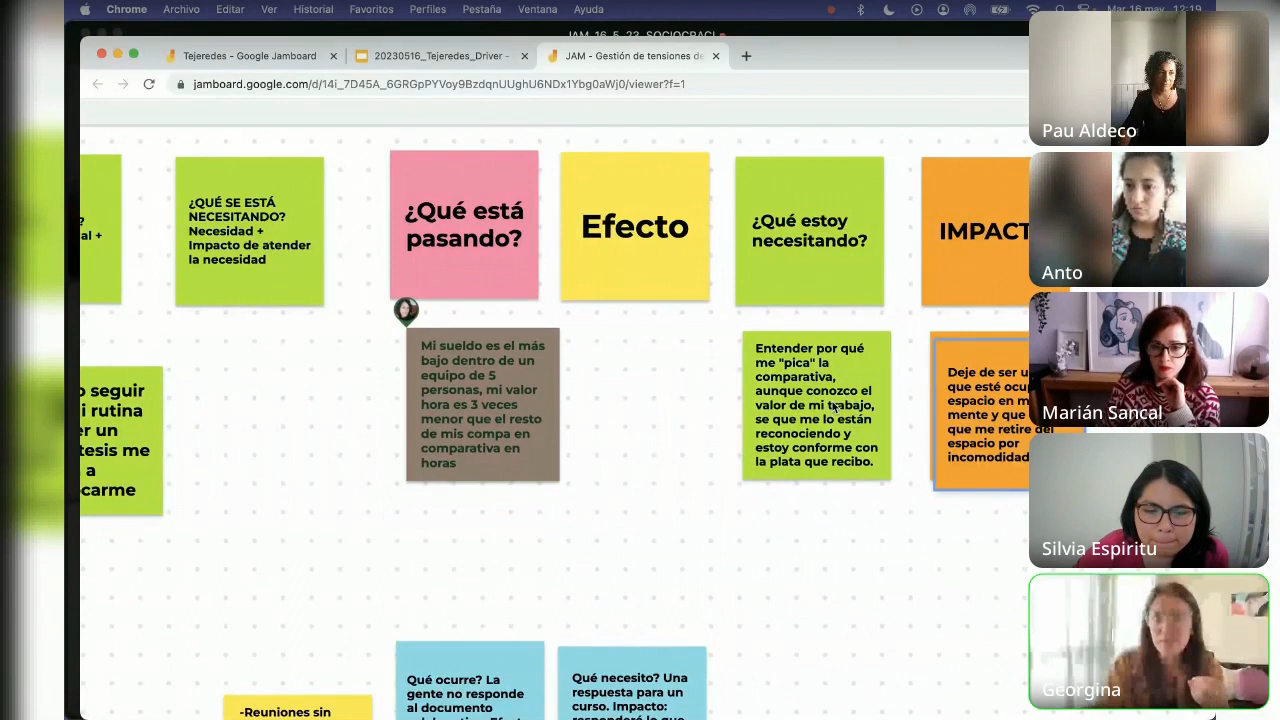 Chrome Archivo Editar Ver Historial Favoritos Perfiles Pestaña Ventana Ayuda
Mar 16 may. 12:19
Tejeredes - Google Jamboard
20230516_Tejeredes_Driver -
JAM - Gestión de tensiones de
jamboard.google.com/d/14i_7D45A_6GRGpPYVoy9BzdqnUUghU6NDx1Ybg0aWj0/viewer?f=1
?
al +
¿QUÉ SE ESTÁ
NECESITANDO?
Necesidad +
Impacto de atender
la necesidad
¿Qué está
pasando?
Efecto
¿Qué estoy
necesitando?
IMPACT
o seguir
i rutina
er un
tesis me
a
carme
Mi sueldo es el más
bajo dentro de un
equipo de 5
personas, mi valor
hora es 3 veces
menor que el resto
de mis compa en
comparativa en
horas
Entender por qué
me "pica" la
comparativa,
aunque conozco el
valor de mi trabajo,
se que me lo están
reconociendo y
estoy conforme con
la plata que recibo.
Deje de ser u
que esté ocu
espacio en m
mente y que
que me retire del
espacio por
incomodidad
-Reuniones sin
Qué ocurre? La
gente no responde
al documento
Qué necesito? Una
respuesta para un
curso. Impacto:
Pau Aldeco
Anto
Marián Sancal
Silvia Espiritu
Georgina